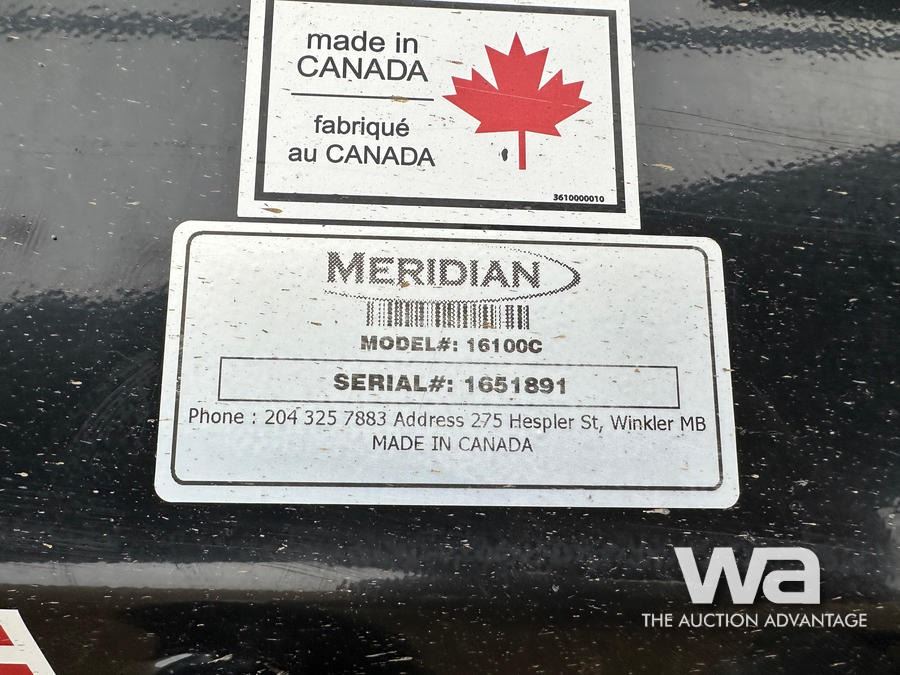 made in
CANADA
fabriqué
au CANADA
3610000010
MERIDIAN
MODEL#: 16100C
SERIAL#: 1651891
Phone : 204 325 7883 Address 275 Hespler St, Winkler MB
MADE IN CANADA
wa
THE AUCTION ADVANTAGE